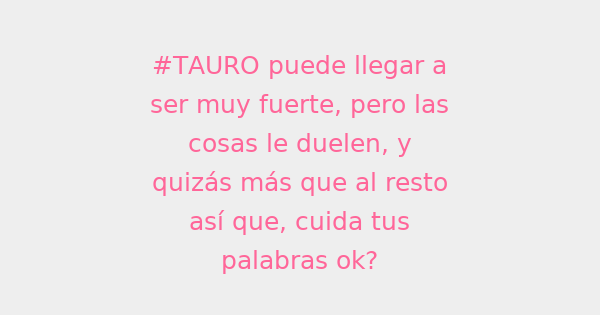 #TAURO puede llegar a
ser muy fuerte, pero las
cosas le duelen, y
quizás más que al resto
así que, cuida tus
palabras ok?